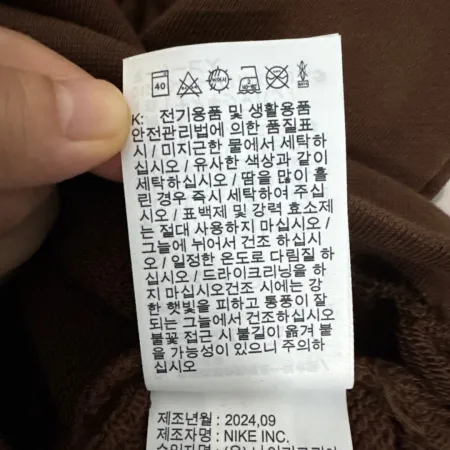 40
K: 전기용품 및 생활용품
안전관리법에 의한 품질표
시 / 미지근한 물에서 세탁하
십시오 / 유사한 색상과 같이
세탁하십시오 / 땀을 많이 흘
린 경우 즉시 세탁하여 주십
시오 / 표백제 및 강력 효소제
는 절대 사용하지 마십시오 /
그늘에 뉘어서 건조 하십시
오 / 일정한 온도로 다림질 하
십시오 / 드라이크리닝을 하
지 마십시오건조 시에는 강
한 햇빛을 피하고 통풍이 잘
되는 그늘에서 건조하십시오
불꽃 접근 시 불길이 옮겨 붙
을 가능성이 있으니 주의하
십시오
제조년월 : 2024,09
제조자명 : NIKE INC.